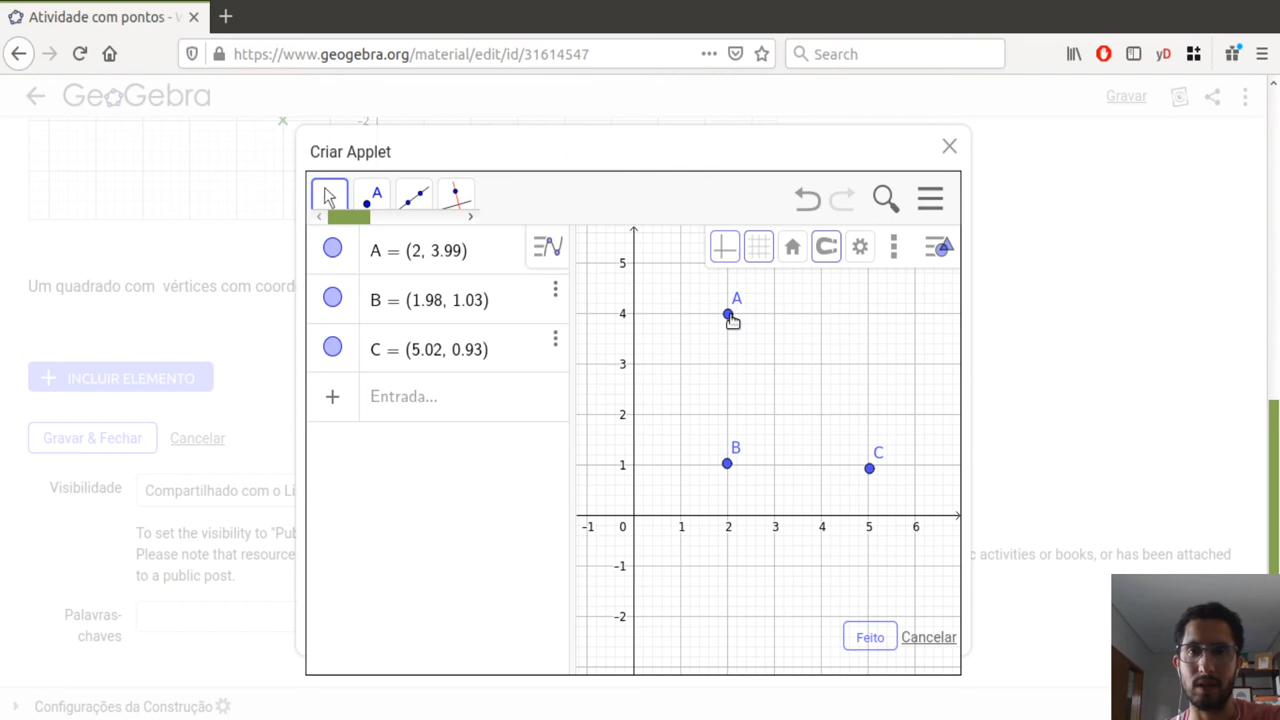 Atividade com pontos - 
https://www.geogebra.org/material/edit/id/31614547
Search
yD
GeoGebra
Gravar
-2
Criar Applet
A
A = (2, 3.99)
B = (1.98, 1.03)
C = (5.02, 0.93)
Entrada...
5
4
3
2
1
-1 0 1 2 3 4 5 6
-1
-2
A
B
C
Feito
Cancelar
Um quadrado com vértices com coord
INCLUIR ELEMENTO
Gravar & Fechar
Cancelar
Visibilidade
Compartilhado com o Li
To set the visibility to "Pu
Please note that resource
c activities or books, or has been attached
to a public post.
Palavras-
chaves
Configurações da Construção